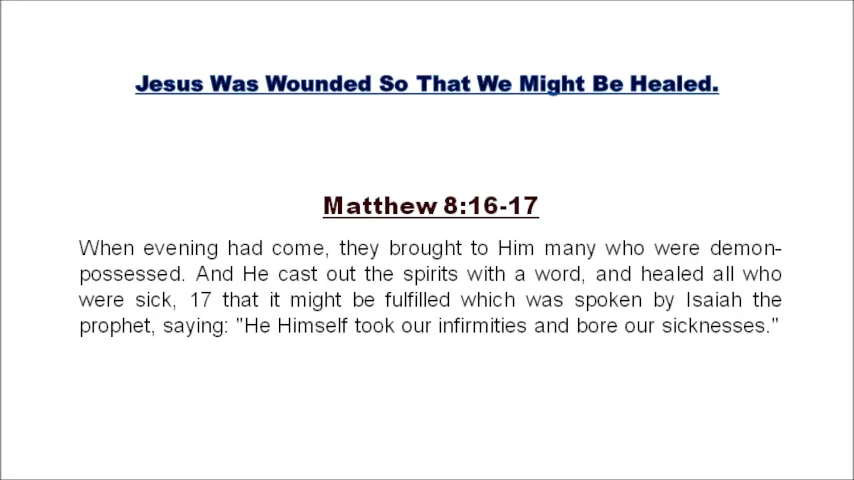 Jesus Was Wounded So That We Might Be Healed.
Matthew 8:16-17
When evening had come, they brought to Him many who were demon-
possessed. And He cast out the spirits with a word, and healed all who
were sick, 17 that it might be fulfilled which was spoken by Isaiah the
prophet, saying: "He Himself took our infirmities and bore our sicknesses."